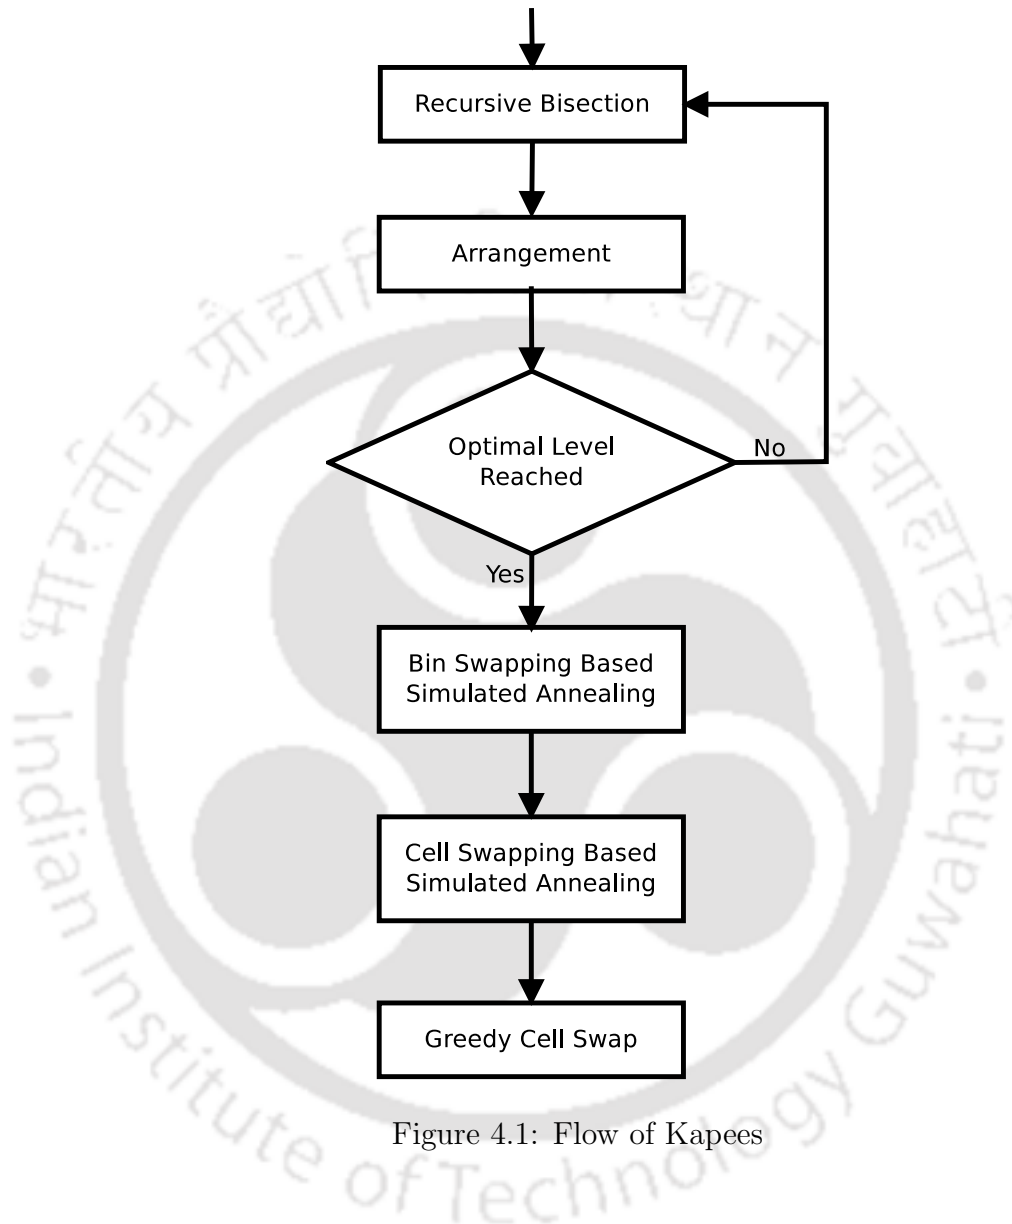 Recursive Bisection
Arrangement
Optimal Level
Reached
No
Yes
Bin Swapping Based
Simulated Annealing
Cell Swapping Based
Simulated Annealing
Greedy Cell Swap
Figure 4.1: Flow of Kapees
Indian Institute of Technology Guwahati